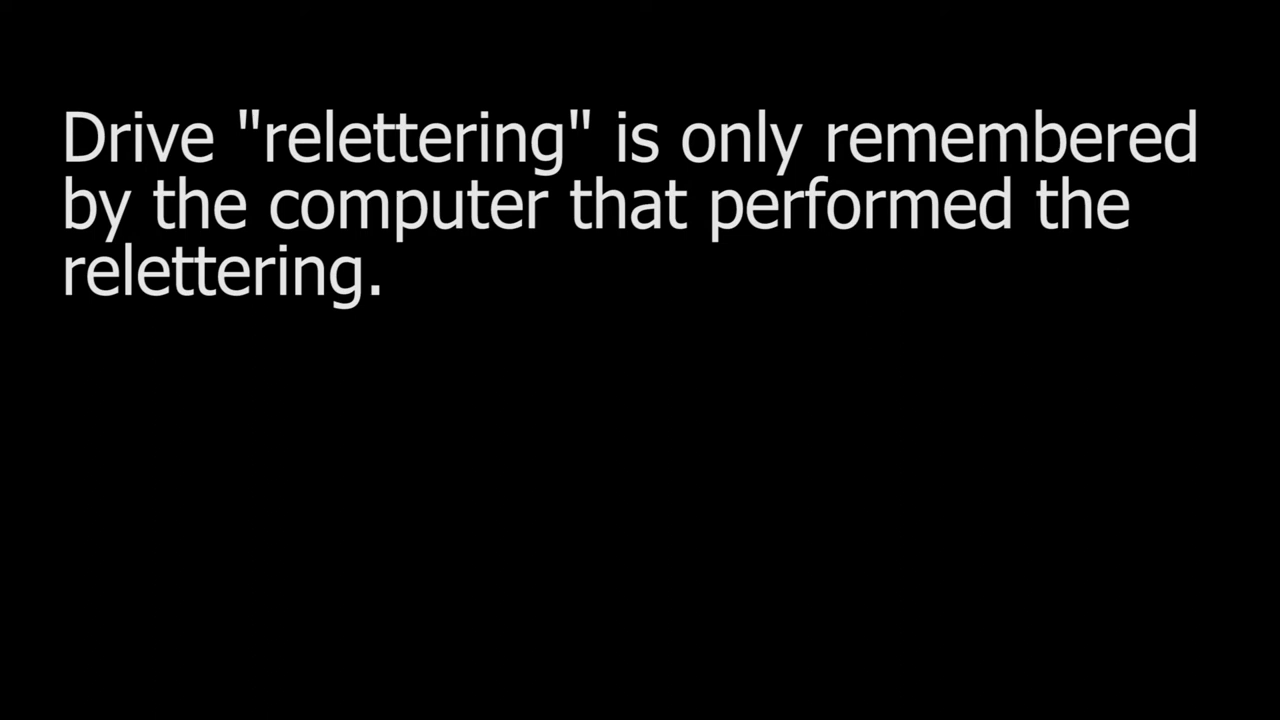 Drive "relettering" is only remembered
by the computer that performed the
relettering.